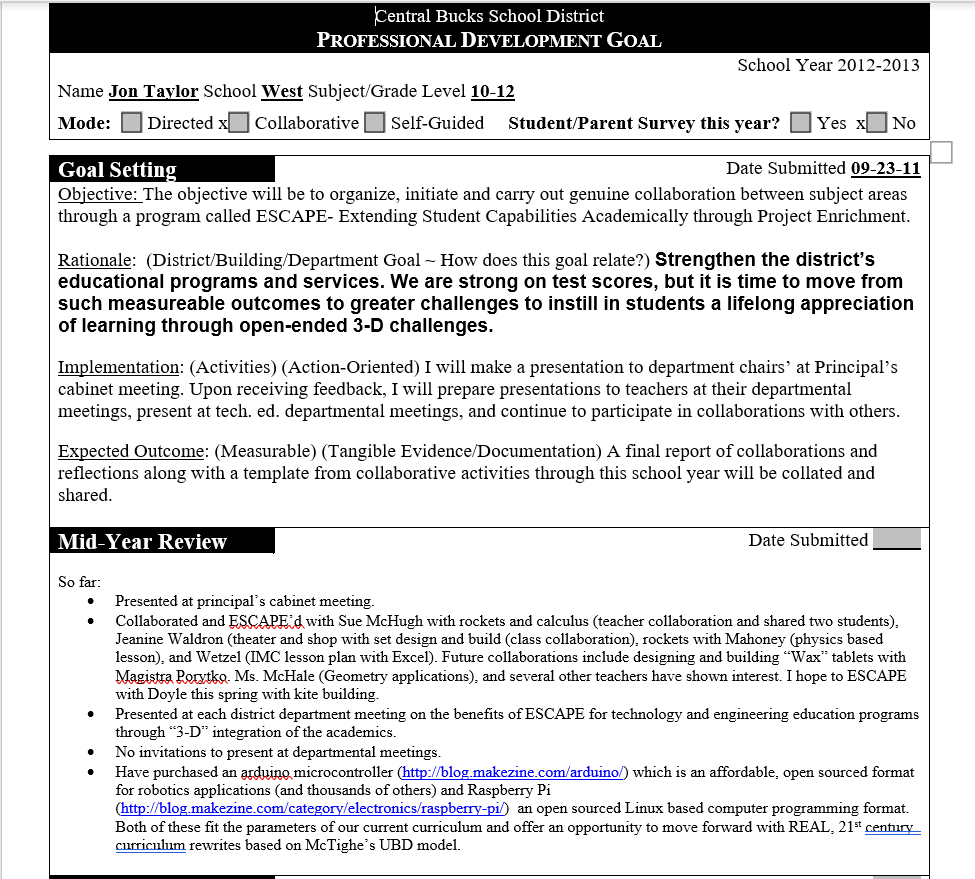 Central Bucks School District
PROFESSIONAL DEVELOPMENT GOAL
School Year 2012-2013
Name Jon Taylor School West Subject/Grade Level 10-12
Mode: Directed x Collaborative Self-Guided Student/Parent Survey this year? Yes x No
Goal Setting Date Submitted 09-23-11
Objective: The objective will be to organize, initiate and carry out genuine collaboration between subject areas
through a program called ESCAPE- Extending Student Capabilities Academically through Project Enrichment.
Rationale: (District/Building/Department Goal ~ How does this goal relate?) Strengthen the district's
educational programs and services. We are strong on test scores, but it is time to move from
such measureable outcomes to greater challenges to instill in students a lifelong appreciation
of learning through open-ended 3-D challenges.
Implementation: (Activities) (Action-Oriented) I will make a presentation to department chairs' at Principal's
cabinet meeting. Upon receiving feedback, I will prepare presentations to teachers at their departmental
meetings, present at tech. ed. departmental meetings, and continue to participate in collaborations with others.
Expected Outcome: (Measurable) (Tangible Evidence/Documentation) A final report of collaborations and
reflections along with a template from collaborative activities through this school year will be collated and
shared.
Mid-Year Review Date Submitted
So far:
• Presented at principal's cabinet meeting.
• Collaborated and ESCAPE'd with Sue McHugh with rockets and calculus (teacher collaboration and shared two students),
Jeanine Waldron (theater and shop with set design and build (class collaboration), rockets with Mahoney (physics based
lesson), and Wetzel (IMC lesson plan with Excel). Future collaborations include designing and building “Wax” tablets with
Magistra Porytko. Ms. McHale (Geometry applications), and several other teachers have shown interest. I hope to ESCAPE
with Doyle this spring with kite building.
• Presented at each district department meeting on the benefits of ESCAPE for technology and engineering education programs
through “3-D” integration of the academics.
• No invitations to present at departmental meetings.
• Have purchased an arduino microcontroller (http://blog.makezine.com/arduino/) which is an affordable, open sourced format
for robotics applications (and thousands of others) and Raspberry Pi
(http://blog.makezine.com/category/electronics/raspberry-pi/) an open sourced Linux based computer programming format.
Both of these fit the parameters of our current curriculum and offer an opportunity to move forward with REAL, 21st century
curriculum rewrites based on McTighe's UBD model.